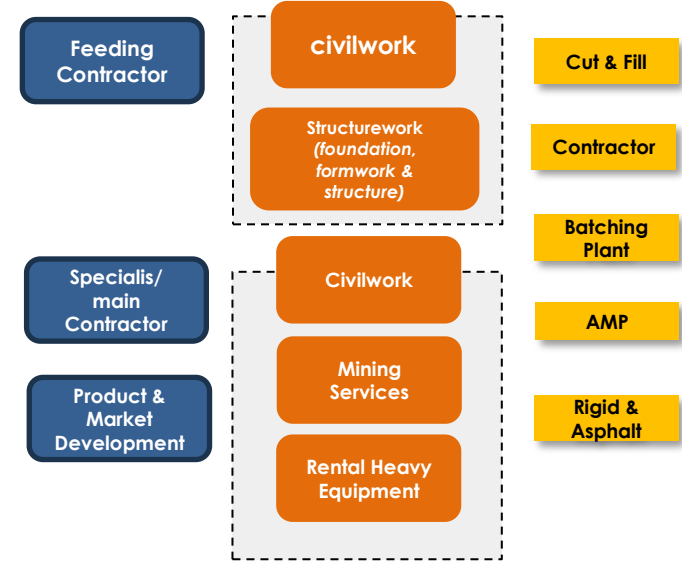 Feeding
Contractor
civilwork
Structurework
(foundation,
formwork &
structure)
Cut & Fill
Contractor
Batching
Plant
Specialis/
main
Contractor
Product &
Market
Development
Civilwork
Mining
Services
Rental Heavy
Equipment
AMP
Rigid &
Asphalt